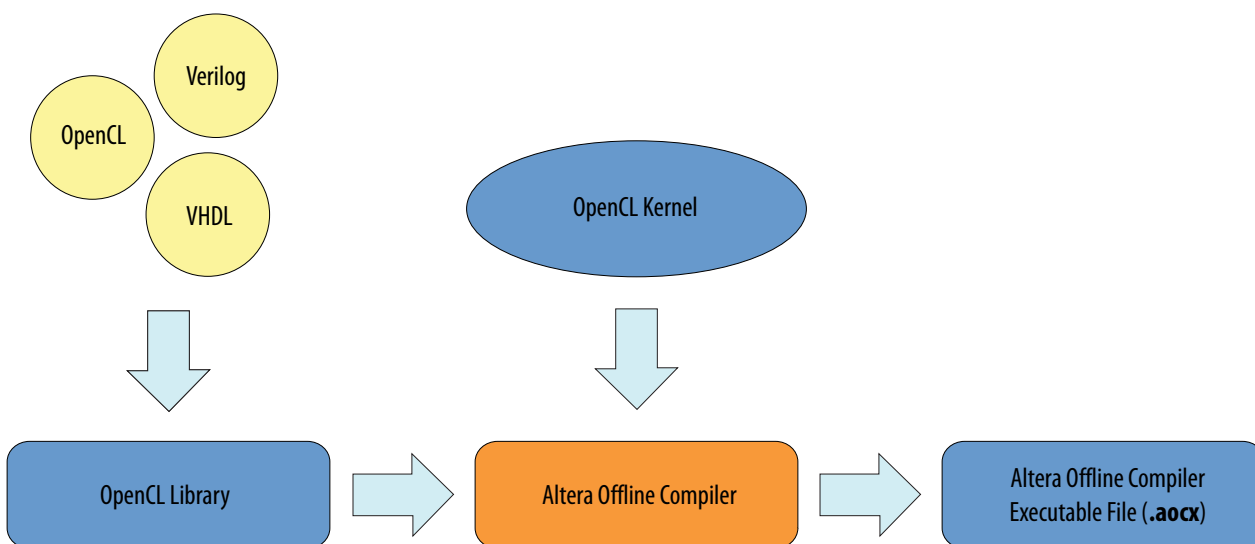 Verilog
OpenCL
VHDL
OpenCL Kernel
OpenCL Library
Altera Offline Compiler
Altera Offline Compiler
Executable File (.aocx)